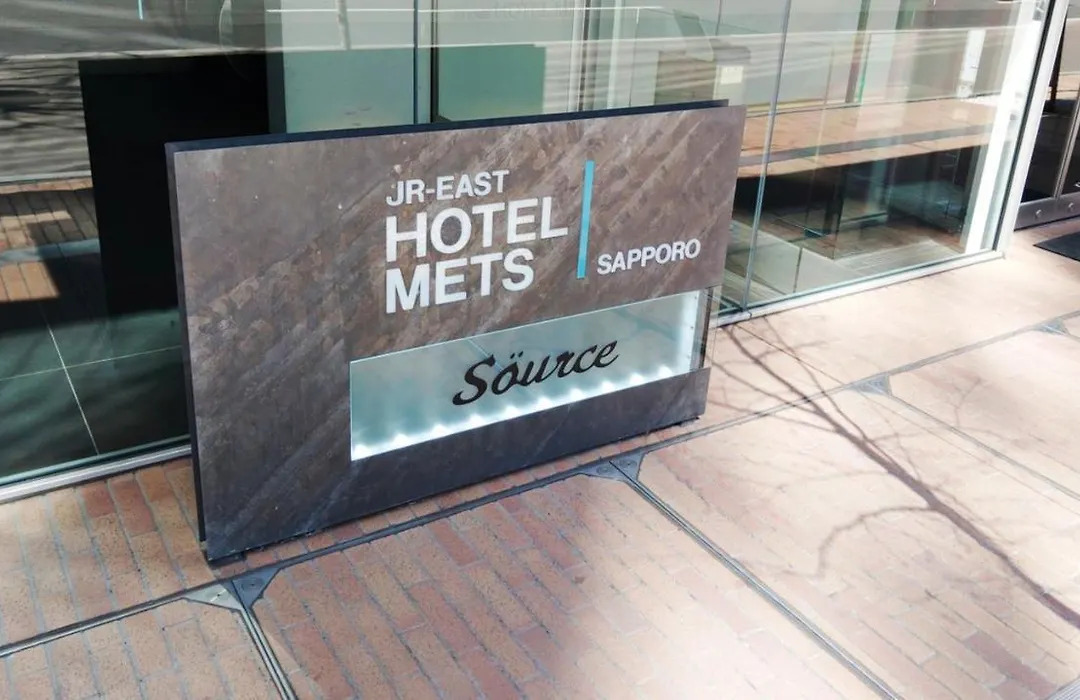 JR-EAST
HOTEL
METS
SAPPORO
Söurce